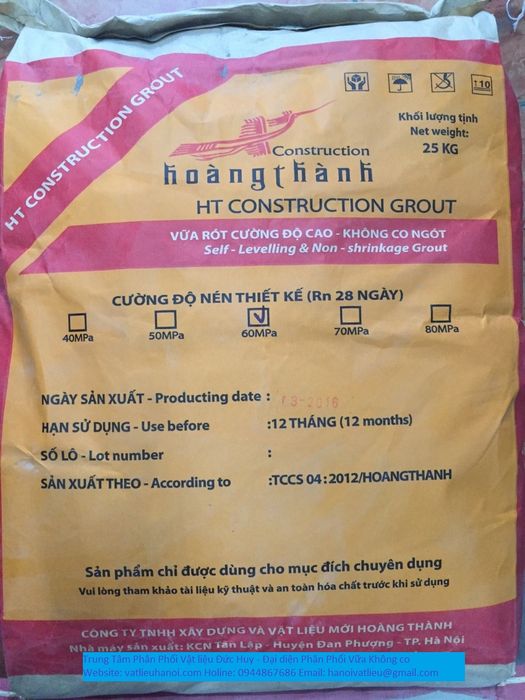 HT CONSTRUCTION GROUT
10
Khối lượng tịnh
Net weight:
25 KG
Construction
hoàng thành
HT CONSTRUCTION GROUT
VỮA RÓT CƯỜNG ĐỘ CAO - KHÔNG CO NGÓT
Self - Levelling & Non - shrinkage Grout
CƯỜNG ĐỘ NÉN THIẾT KẾ (Rn 28 NGÀY)
40MPa 50MPa 60MPa 70MPa 80MPa
NGÀY SẢN XUẤT - Producting date :
-2016
HẠN SỬ DỤNG - Use before :12 THÁNG (12 months)
SỐ LÔ - Lot number :
SẢN XUẤT THEO - According to :TCCS 04:2012/HOANGTHANH
Sản phẩm chỉ được dùng cho mục đích chuyên dụng
Vui lòng tham khảo tài liệu kỹ thuật và an toàn hóa chất trước khi sử dụng
CÔNG TY TNHH XÂY DỰNG VÀ VẬT LIỆU MỚI HOÀNG THÀNH
Nhà máy sản xuất: KCN Tân Lập - Huyện Đan Phượng - TP. Hà Nội
Trung Tâm Phân Phối Vật liệu Đức Huy - Đại diện Phân Phối Vữa Không co
Website: vatlieuhanoi.com Holine: 0944867686 Email: hanoivatlieu@gmail.com